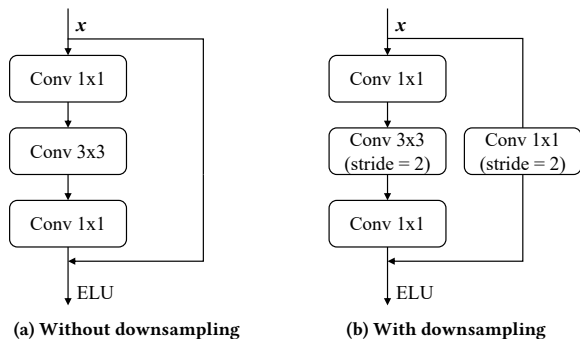 x
Conv 1x1
Conv 3x3
Conv 1x1
ELU
(a) Without downsampling
x
Conv 1x1
Conv 3x3
(stride = 2)
Conv 1x1
(stride = 2)
Conv 1x1
ELU
(b) With downsampling